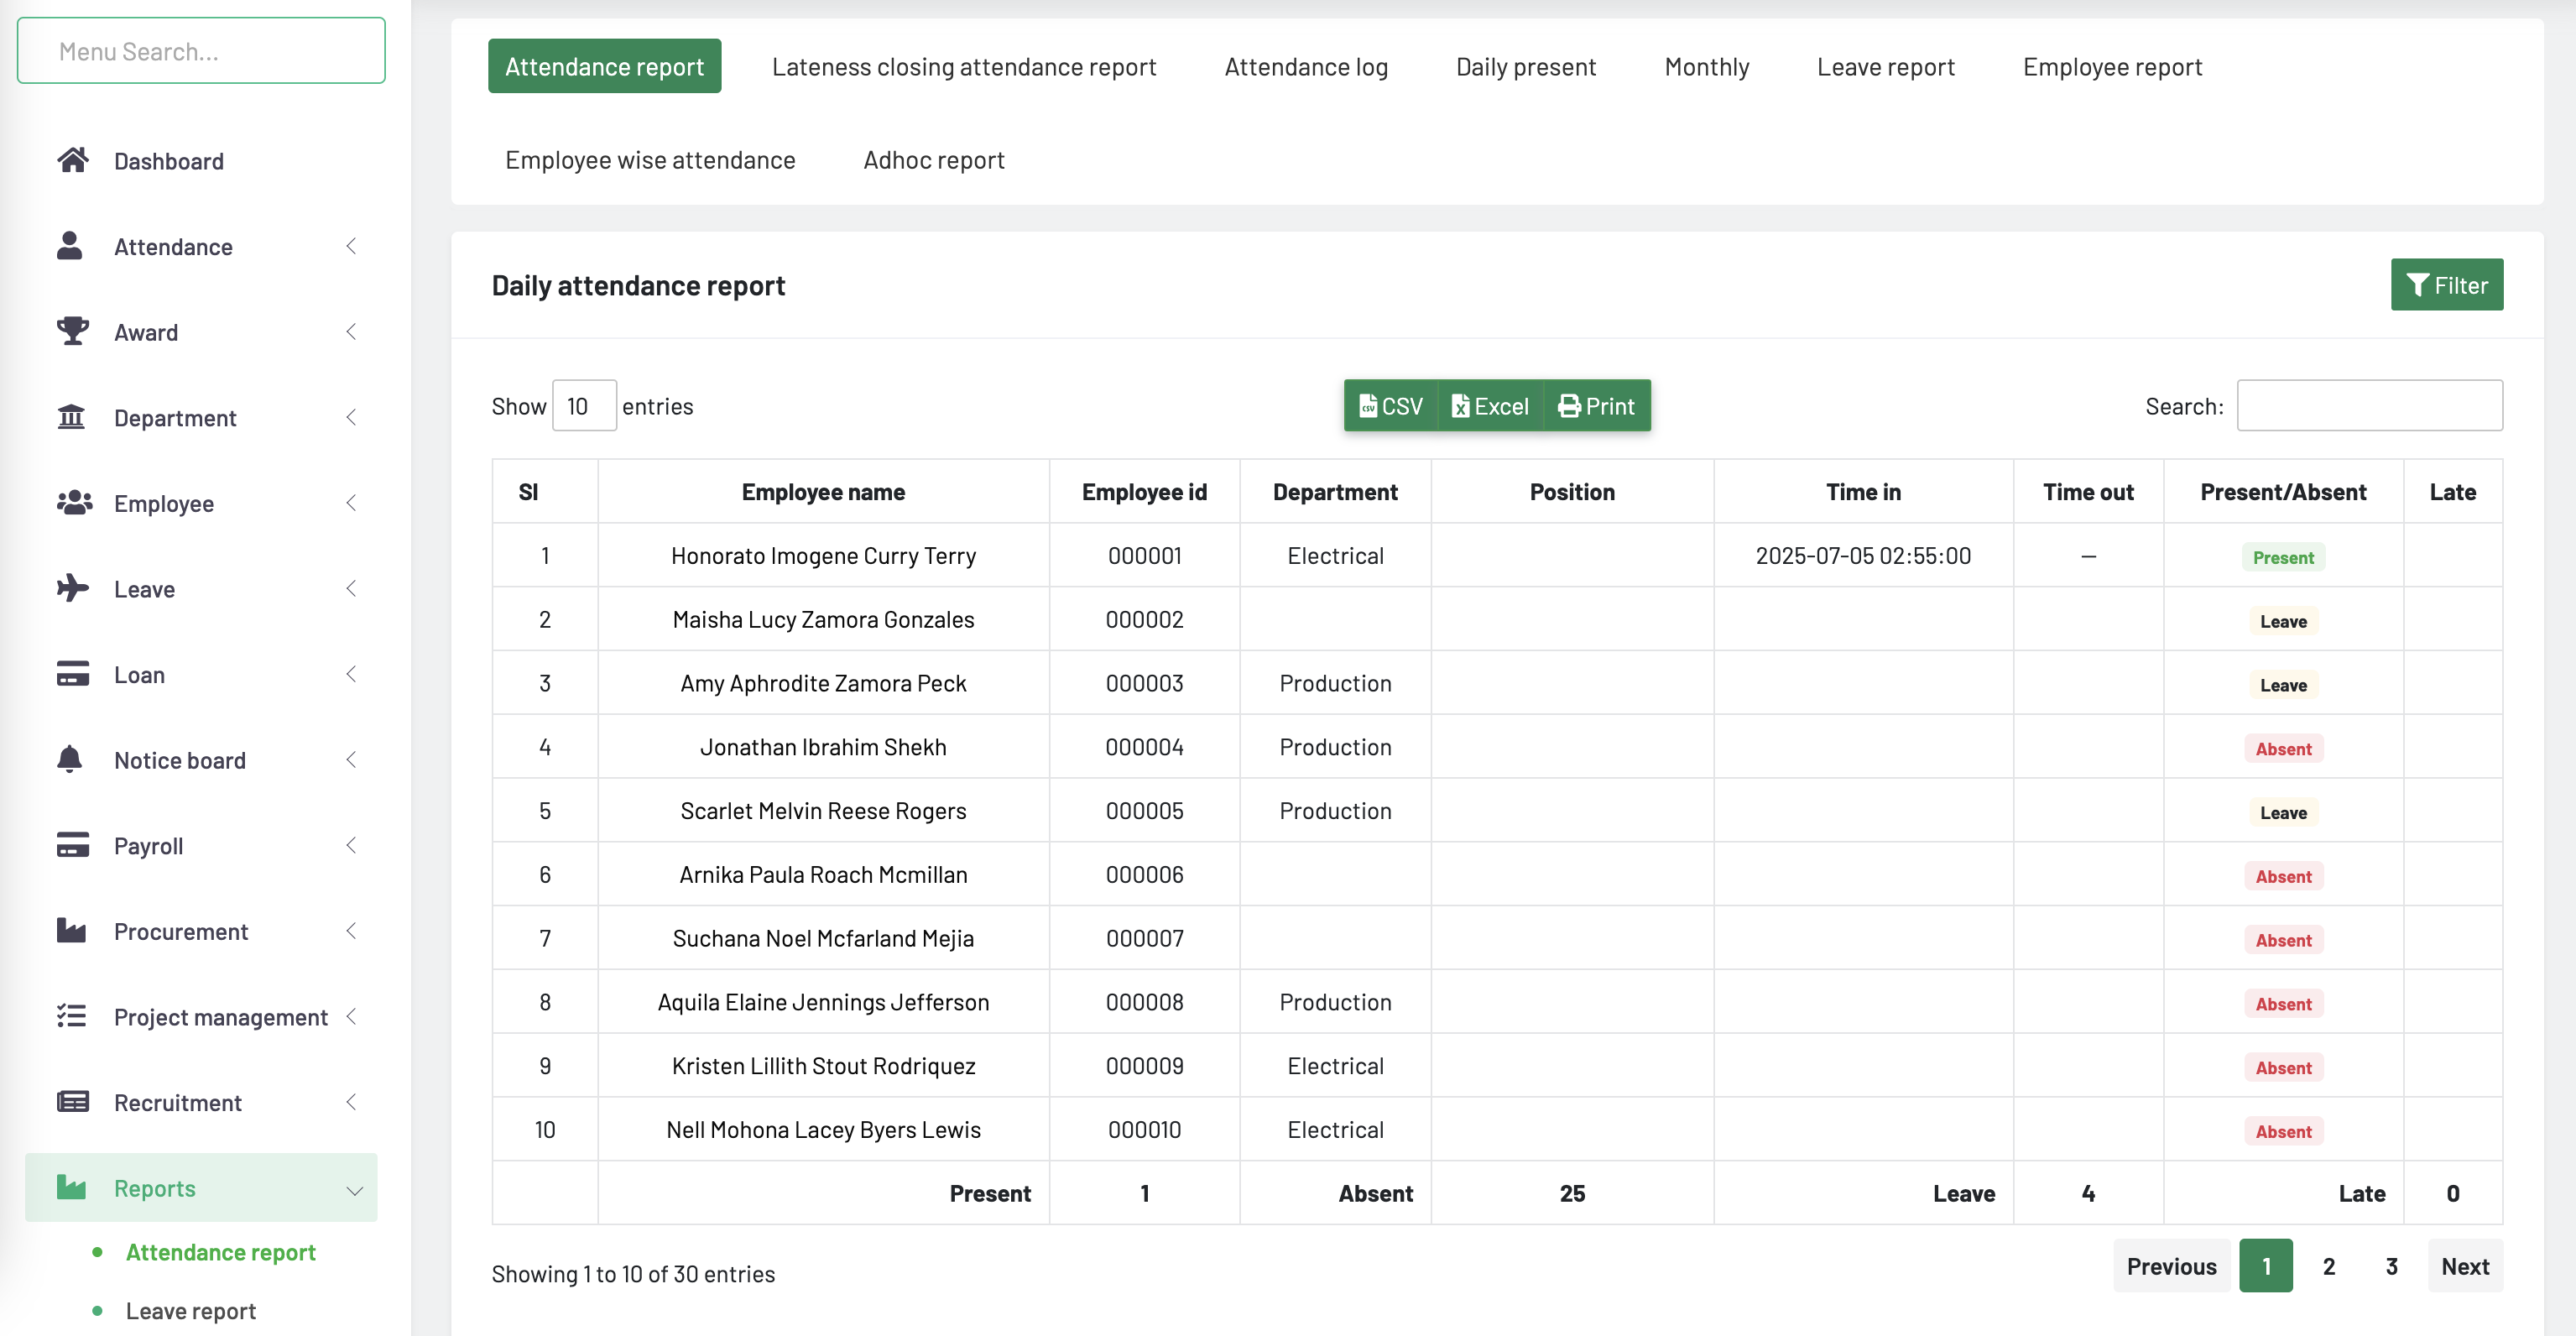 Menu Search...
Dashboard
Attendance
Award
Department
Employee
Leave
Loan
Notice board
Payroll
Procurement
Project management
Recruitment
Reports
Attendance report
Leave report
Attendance report Lateness closing attendance report Attendance log Daily present Monthly Leave report Employee report
Employee wise attendance Adhoc report
Daily attendance report
Filter
Show 10 entries
CSV Excel Print
Search:
Sl Employee name Employee id Department Position Time in Time out Present/Absent Late
1 Honorato Imogene Curry Terry 000001 Electrical 2025-07-05 02:55:00 — Present
2 Maisha Lucy Zamora Gonzales 000002 Leave
3 Amy Aphrodite Zamora Peck 000003 Production Leave
4 Jonathan Ibrahim Shekh 000004 Production Absent
5 Scarlet Melvin Reese Rogers 000005 Production Leave
6 Arnika Paula Roach Mcmillan 000006 Absent
7 Suchana Noel Mcfarland Mejia 000007 Absent
8 Aquila Elaine Jennings Jefferson 000008 Production Absent
9 Kristen Lillith Stout Rodriquez 000009 Electrical Absent
10 Nell Mohona Lacey Byers Lewis 000010 Electrical Absent
Present 1 Absent 25 Leave 4 Late 0
Showing 1 to 10 of 30 entries
Previous 1 2 3 Next